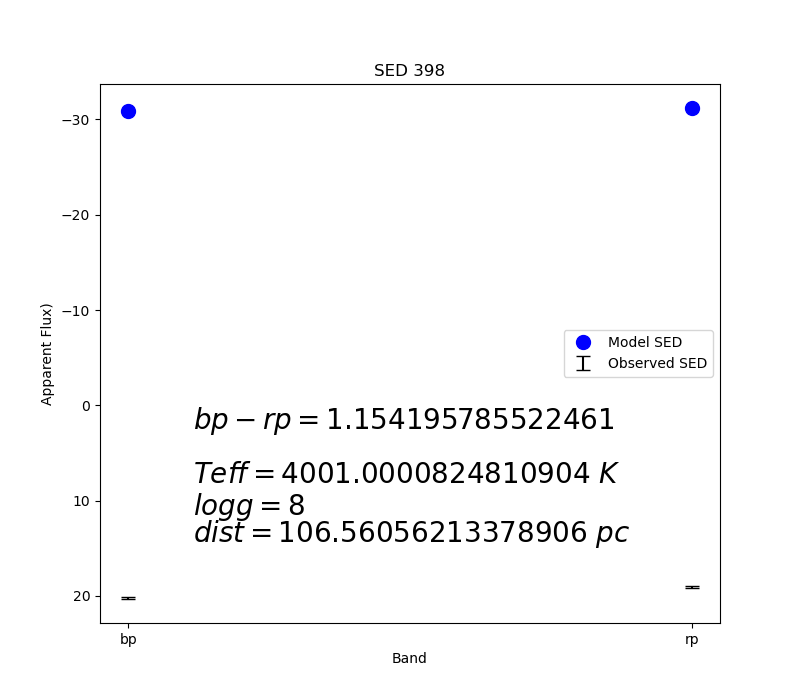 SED 398
−30
−20
−10
0
10
20
Apparent Flux)
Model SED
Observed SED
bp − rp = 1.154195785522461
Teff = 4001.0000824810904 K
logg = 8
dist = 106.56056213378906 pc
bp
rp
Band